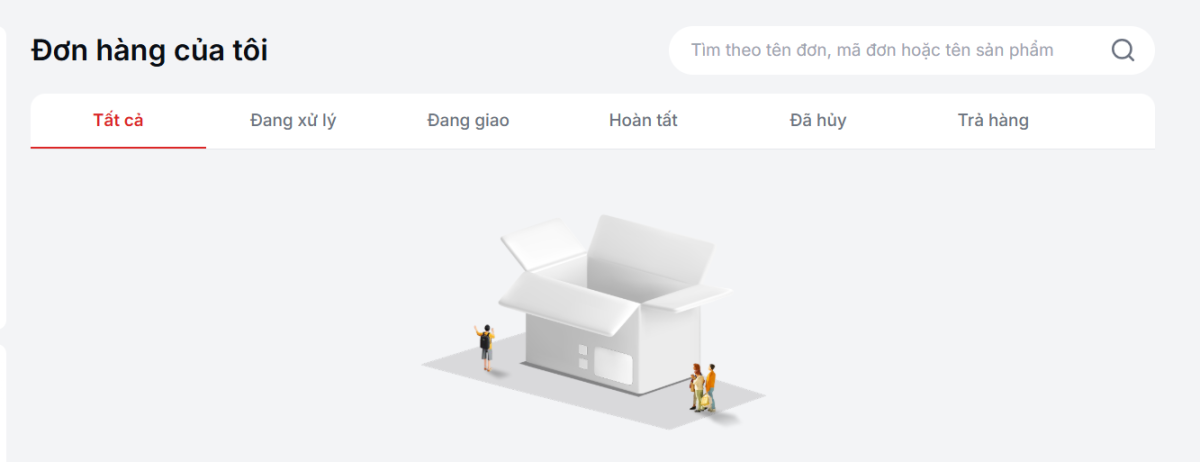 Đơn hàng của tôi
Tìm theo tên đơn, mã đơn hoặc tên sản phẩm
Tất cả
Đang xử lý
Đang giao
Hoàn tất
Đã hủy
Trả hàng